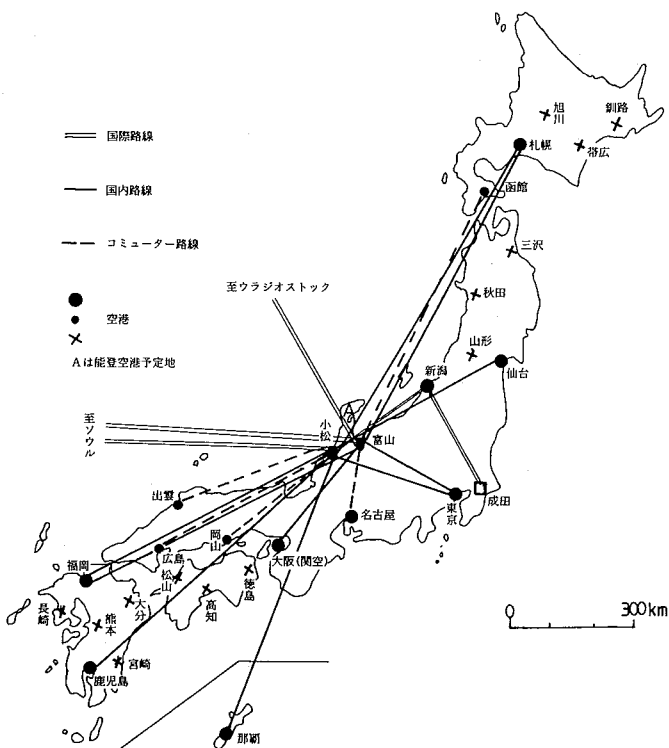 国際路線
国内路線
コミューター路線
空港
Aは能登空港予定地
旭川
釧路
札幌
帯広
函館
三沢
至ウラジオストック
秋田
山形
新潟
仙台
A
小松
富山
至ソウル
出雲
岡山
名古屋
東京
成田
福岡
広島
松山
大阪(関空)
徳島
長崎
熊本
大分
高知
宮崎
鹿児島
那覇
0 300km